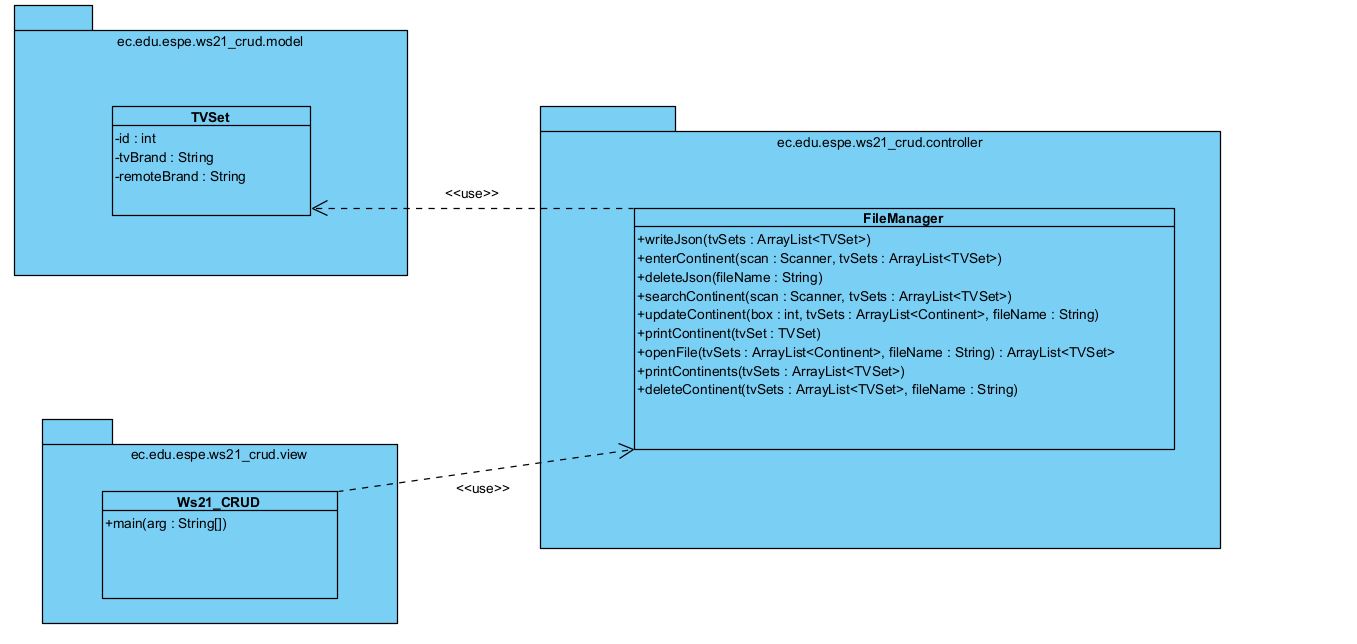 ec.edu.espe.ws21_crud.model
TVSet
-id : int
-tvBrand : String
-remoteBrand : String
<<use>>
ec.edu.espe.ws21_crud.controller
FileManager
+writeJson(tvSets : ArrayList<TVSet>)
+enterContinent(scan : Scanner, tvSets : ArrayList<TVSet>)
+deleteJson(fileName : String)
+searchContinent(scan : Scanner, tvSets : ArrayList<TVSet>)
+updateContinent(box : int, tvSets : ArrayList<Continent>, fileName : String)
+printContinent(tvSet : TVSet)
+openFile(tvSets : ArrayList<Continent>, fileName : String) : ArrayList<TVSet>
+printContinents(tvSets : ArrayList<TVSet>)
+deleteContinent(tvSets : ArrayList<TVSet>, fileName : String)
ec.edu.espe.ws21_crud.view
Ws21_CRUD
+main(arg : String[])
<<use>>